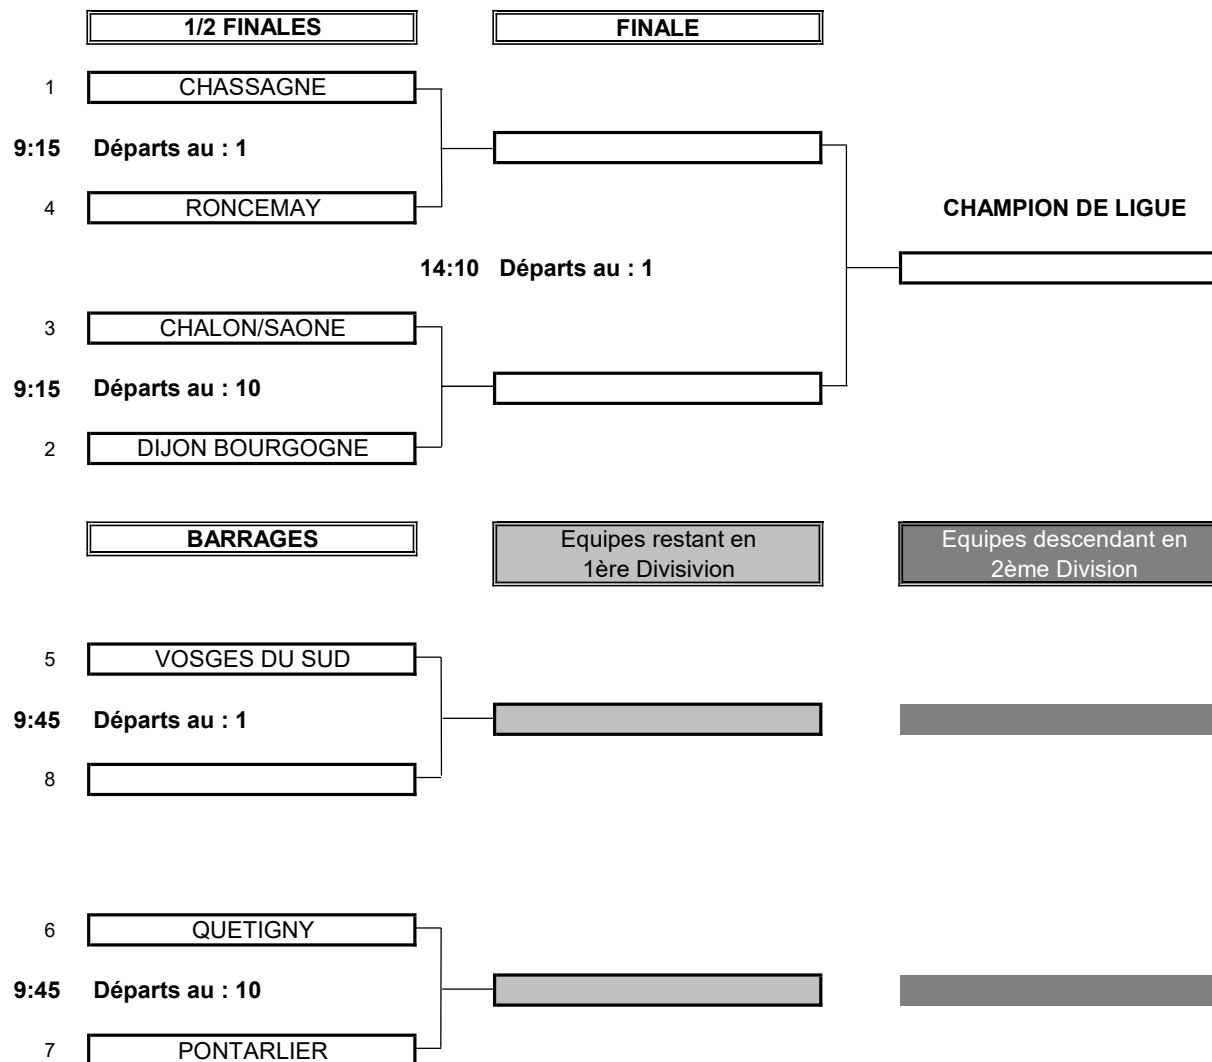 1/2 FINALES FINALE
1 CHASSAGNE
9:15 Départs au : 1
4 RONCEMAY CHAMPION DE LIGUE
14:10 Départs au : 1
3 CHALON/SAONE
9:15 Départs au : 10
2 DIJON BOURGOGNE
BARRAGES
Equipes restant en
1ère Divisivion
Equipes descendant en
2ème Division
5 VOSGES DU SUD
9:45 Départs au : 1
8
6 QUETIGNY
9:45 Départs au : 10
7 PONTARLIER